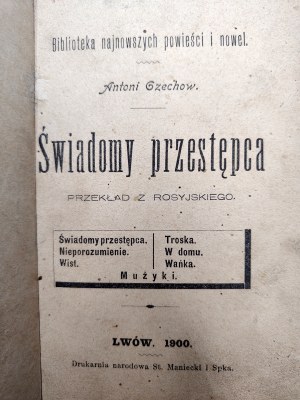 Biblioteka najnowszych powieści i nowel.
Antoni Czechow.
Świadomy przestępca
PRZEKŁAD Z ROSYJSKIEGO.
Świadomy przestępca.
Nieporozumienie.
Wist.
Troska.
W domu.
Wańka.
Mużyki.
LWÓW. 1900.
Drukarnia narodowa St. Maniecki i Spka.